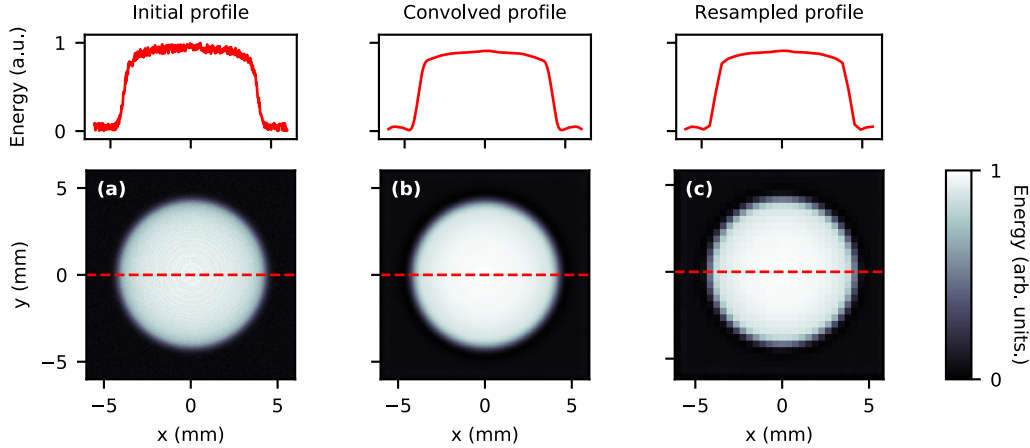 Initial profile
Convolved profile
Resampled profile
Energy (a.u.)
1
0
(a)
(b)
(c)
y (mm)
5
0
−5
−5 0 5
−5 0 5
−5 0 5
x (mm)
x (mm)
x (mm)
1
0
Energy (arb. units.)